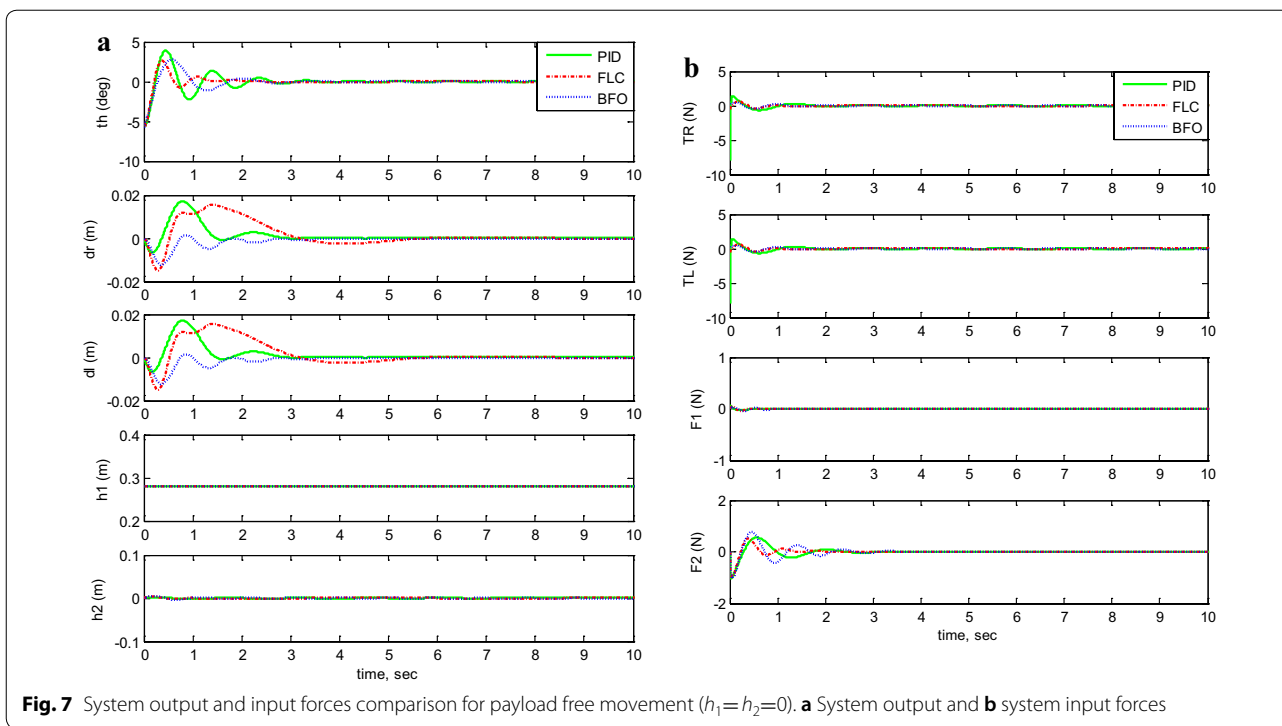 a
5
0
-5
-10
th (deg
PID
FLC
BFO
0 1 2 3 4 5 6 7 8 9 10
0.02
0
-0.02
dr (m)
0 1 2 3 4 5 6 7 8 9 10
0.02
0
-0.02
dl (m)
0 1 2 3 4 5 6 7 8 9 10
0.4
0.3
0.2
h1 (m)
0 1 2 3 4 5 6 7 8 9 10
0.1
0
-0.1
h2 (m)
0 1 2 3 4 5 6 7 8 9 10
time, sec
b
5
0
-5
-10
TR (N)
PID
FLC
BFO
0 1 2 3 4 5 6 7 8 9 10
5
0
-5
-10
TL (N)
0 1 2 3 4 5 6 7 8 9 10
1
0
-1
F1 (N)
0 1 2 3 4 5 6 7 8 9 10
2
0
-2
F2 (N)
0 1 2 3 4 5 6 7 8 9 10
time, sec
Fig. 7 System output and input forces comparison for payload free movement (h₁=h₂=0). a System output and b system input forces